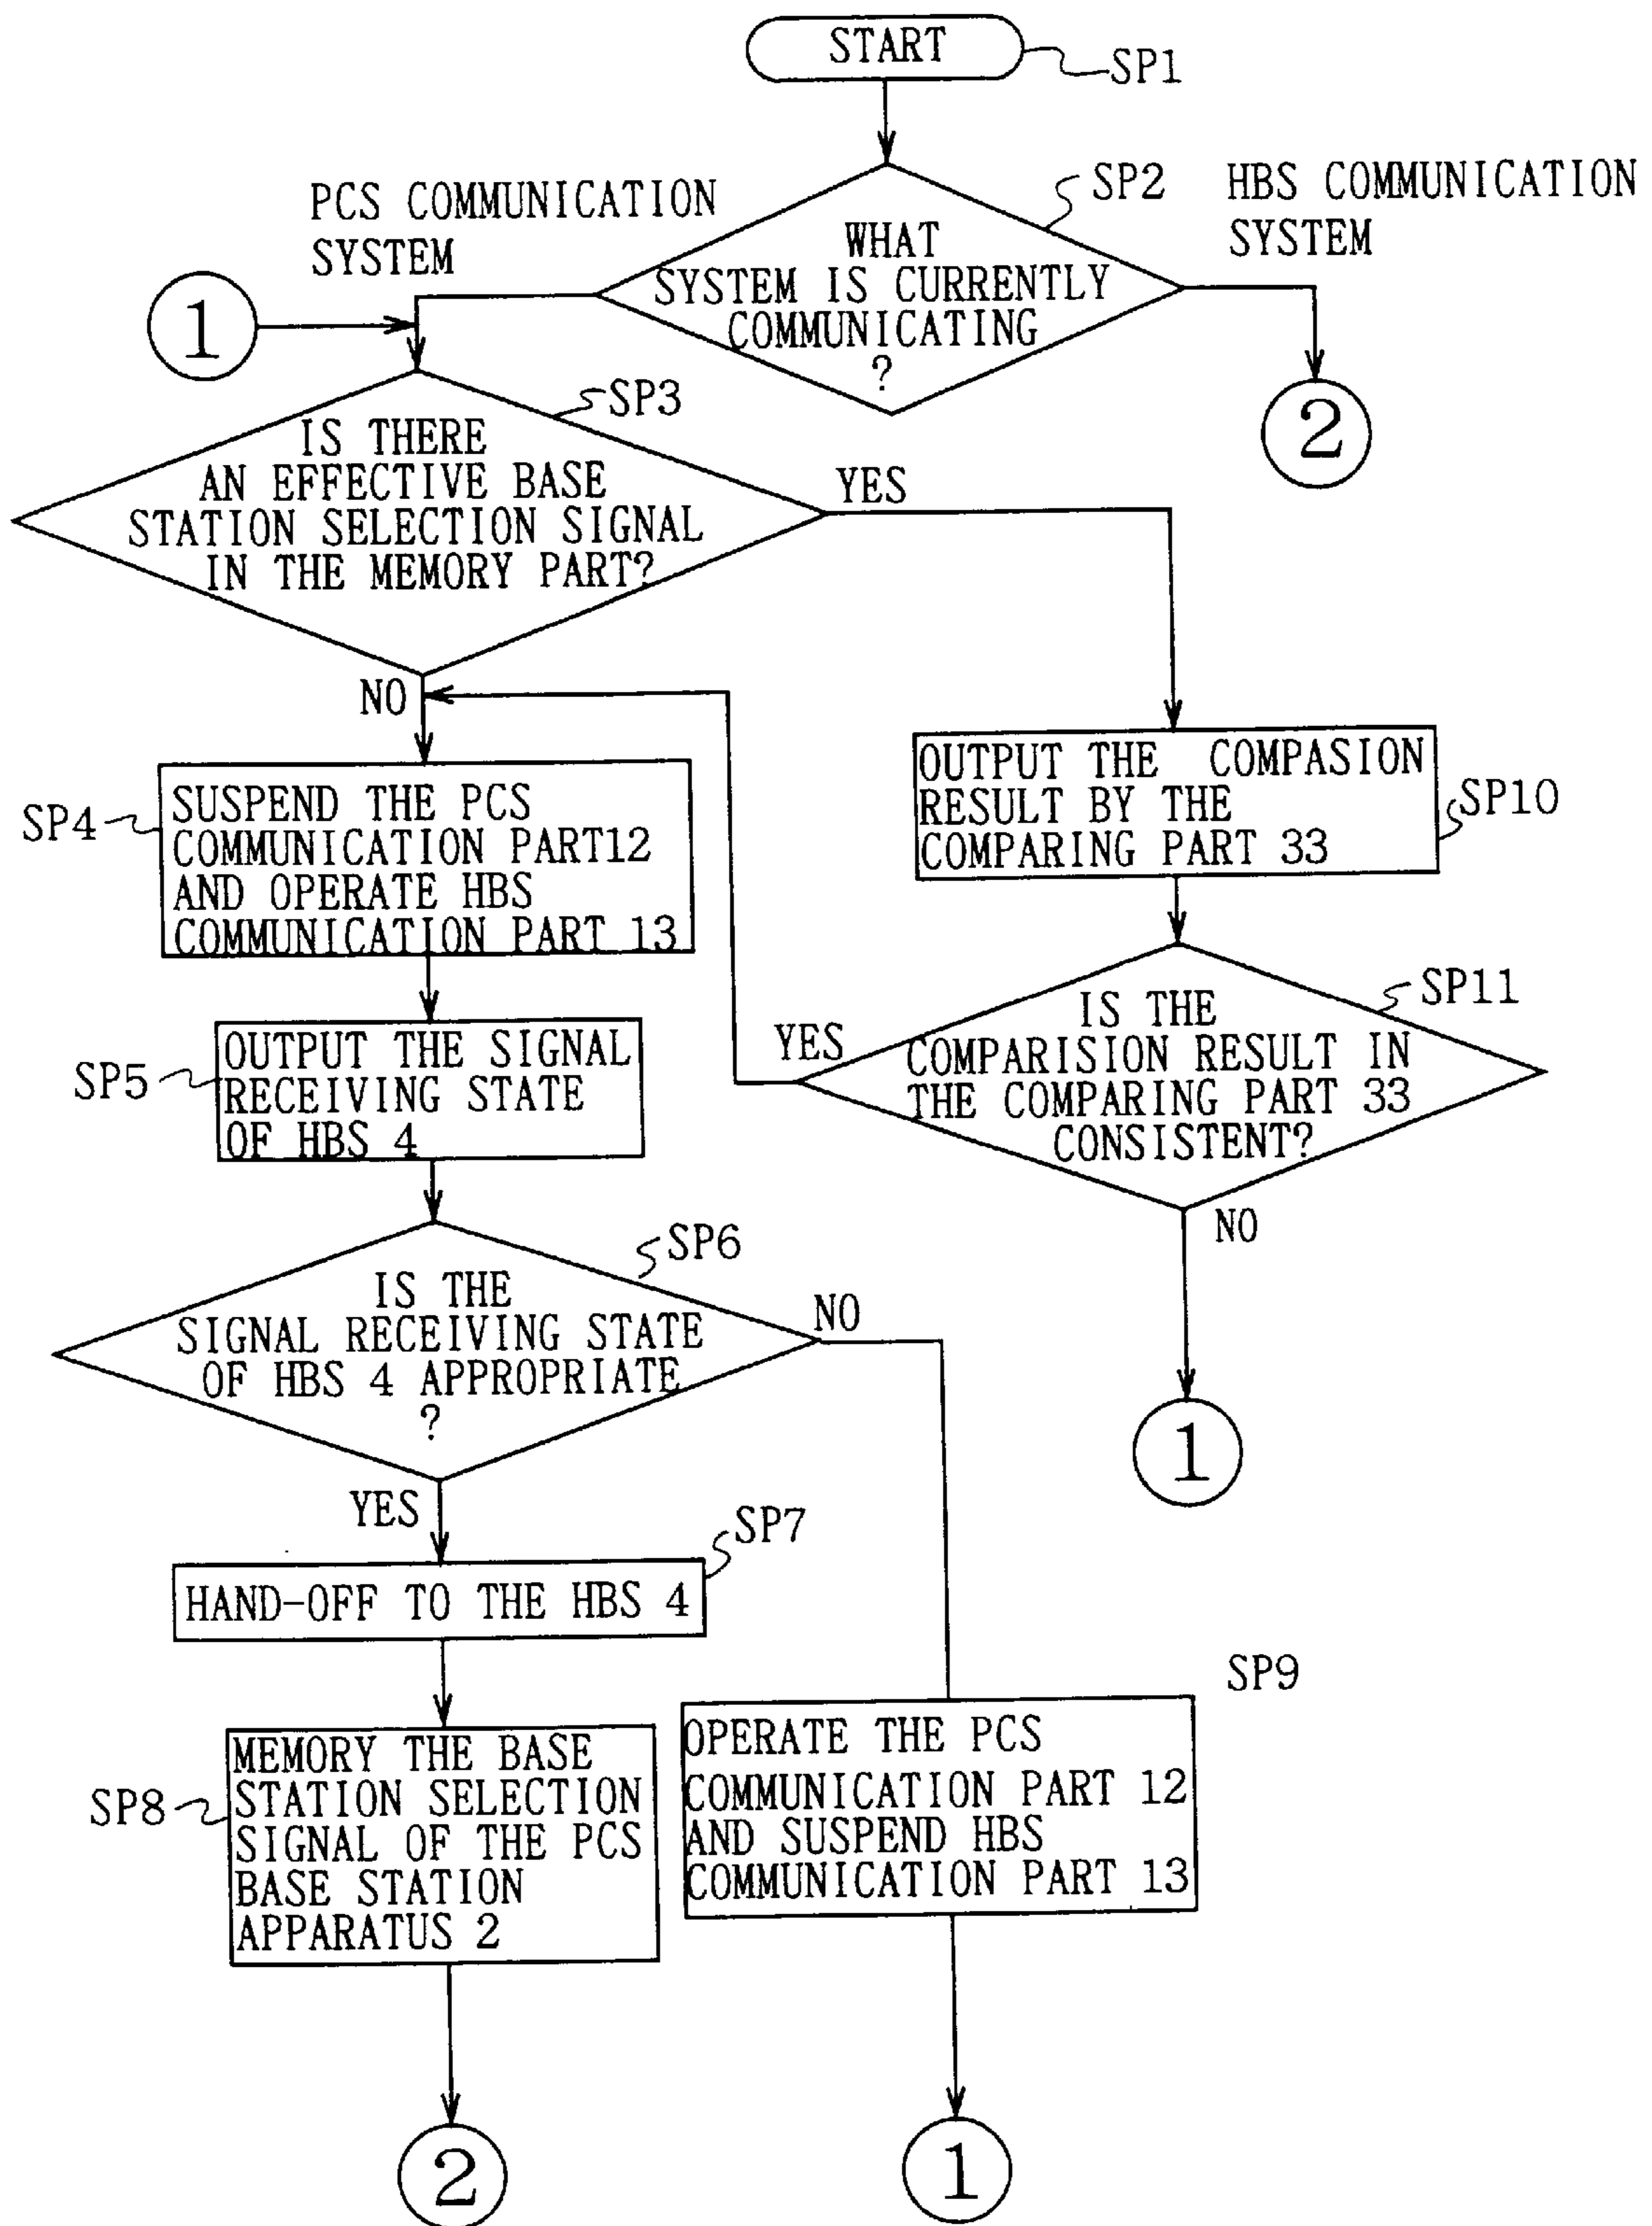 START
SP1
PCS COMMUNICATION
SYSTEM
SP2
HBS COMMUNICATION
SYSTEM
WHAT
SYSTEM IS CURRENTLY
COMMUNICATING
?
1
2
SP3
IS THERE
AN EFFECTIVE BASE
STATION SELECTION SIGNAL
IN THE MEMORY PART?
YES
NO
SP4
SUSPEND THE PCS
COMMUNICATION PART12
AND OPERATE HBS
COMMUNICATION PART 13
OUTPUT THE COMPASION
RESULT BY THE
COMPARING PART 33
SP10
SP5
OUTPUT THE SIGNAL
RECEIVING STATE
OF HBS 4
SP11
YES
IS THE
COMPARISION RESULT IN
THE COMPARING PART 33
CONSISTENT?
NO
1
SP6
IS THE
SIGNAL RECEIVING STATE
OF HBS 4 APPROPRIATE
?
NO
YES
SP7
HAND-OFF TO THE HBS 4
SP8
MEMORY THE BASE
STATION SELECTION
SIGNAL OF THE PCS
BASE STATION
APPARATUS 2
SP9
OPERATE THE PCS
COMMUNICATION PART 12
AND SUSPEND HBS
COMMUNICATION PART 13
2
1